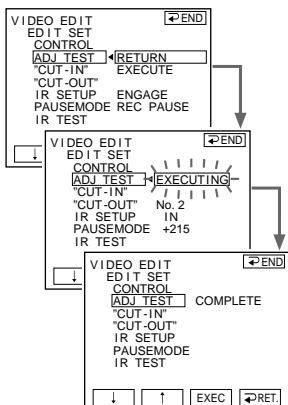 VIDEO EDIT END
EDIT SET
CONTROL
ADJ TEST RETURN
"CUT-IN" EXECUTE
"CUT-OUT"
IR SETUP ENGAGE
PAUSEMODE REC PAUSE
IR TEST
↓
VIDEO EDIT END
EDIT SET
CONTROL
ADJ TEST EXECUTING
"CUT-IN"
"CUT-OUT" No. 2
IR SETUP IN
PAUSEMODE +215
IR TEST
↓
VIDEO EDIT END
EDIT SET
CONTROL
ADJ TEST COMPLETE
"CUT-IN"
"CUT-OUT"
IR SETUP
PAUSEMODE
IR TEST
↓ ↑ EXEC RET.